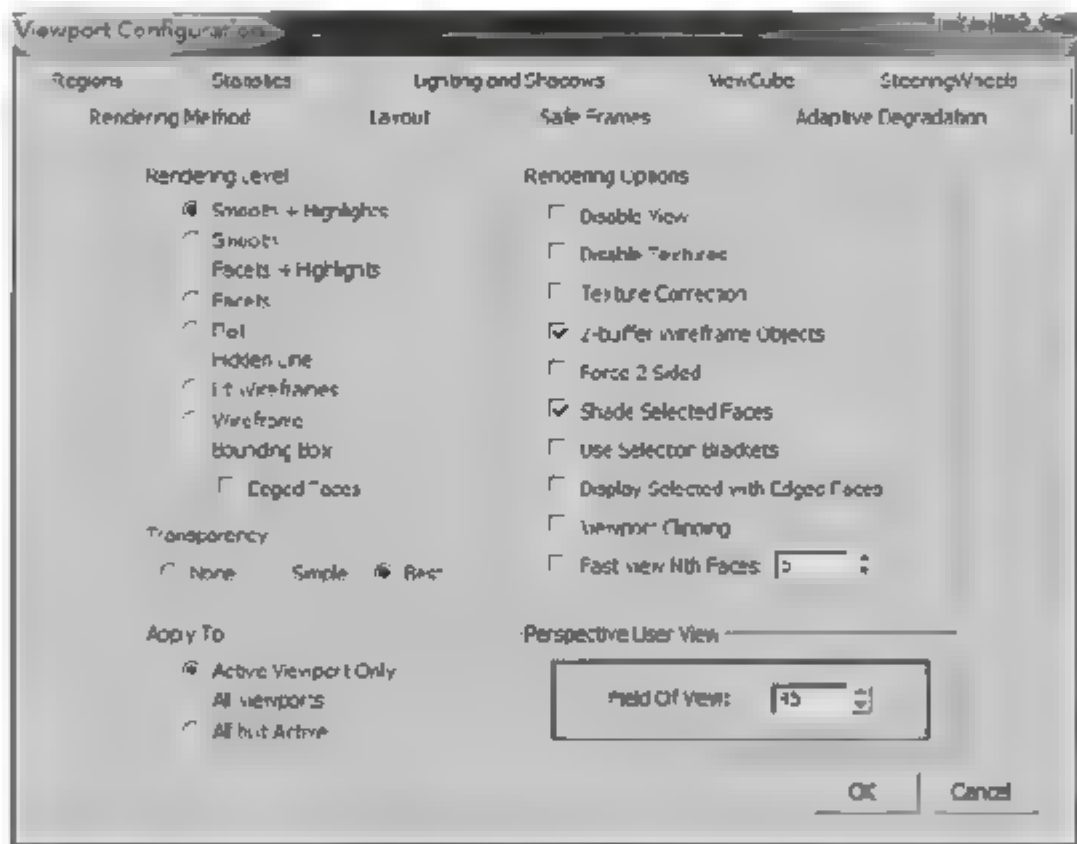 Viewport Configuration
Regions Statistics Lighting and Shadows ViewCube SteeringWheels
Rendering Method Layout Safe Frames Adaptive Degradation
Rendering Level
Smooth + Highlights
Smooth
Facets + Highlights
Facets
Flat
Hidden Line
Lit Wireframes
Wireframe
Bounding Box
Edged Faces
Transparency
None Simple Best
Apply To
Active Viewport Only
All Viewports
All but Active
Rendering Options
Disable View
Disable Textures
Texture Correction
Z-buffer Wireframe Objects
Force 2-Sided
Shade Selected Faces
Use Selection Brackets
Display Selected with Edged Faces
Viewport Clipping
Fast View Nth Faces: 5
Perspective User View
Field Of View: 45
OK Cancel